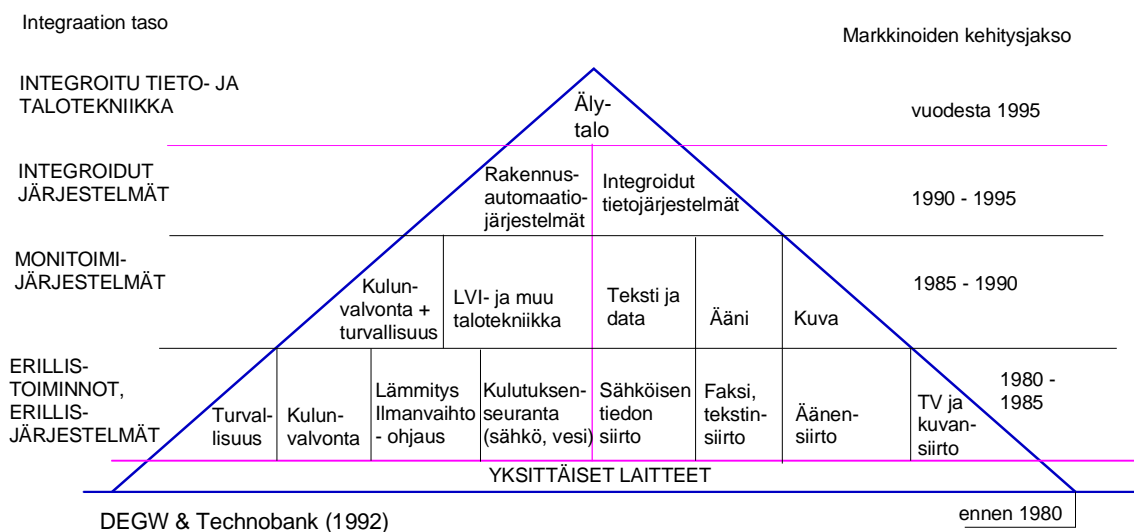 Integraation taso
Markkinoiden kehitysjakso
INTEGROITU TIETO- JA
TALOTEKNIIKKA
Äly-
talo
vuodesta 1995
INTEGROIDUT
JÄRJESTELMÄT
Rakennus-
automaatio-
järjestelmät
Integroidut
tietojärjestelmät
1990 - 1995
MONITOIMI-
JÄRJESTELMÄT
Kulun-
valvonta +
turvallisuus
LVI- ja muu
talotekniikka
Teksti ja
data
Ääni
Kuva
1985 - 1990
ERILLIS-
TOIMINNOT,
ERILLIS-
JÄRJESTELMÄT
Turval-
lisuus
Kulun-
valvonta
Lämmitys
Ilmanvaihto
- ohjaus
Kulutuksen-
seuranta
(sähkö, vesi)
Sähköisen
tiedon
siirto
Faksi,
tekstin-
siirto
Äänen-
siirto
TV ja
kuvan-
siirto
1980 -
1985
YKSITTÄISET LAITTEET
DEGW & Technobank (1992)
ennen 1980